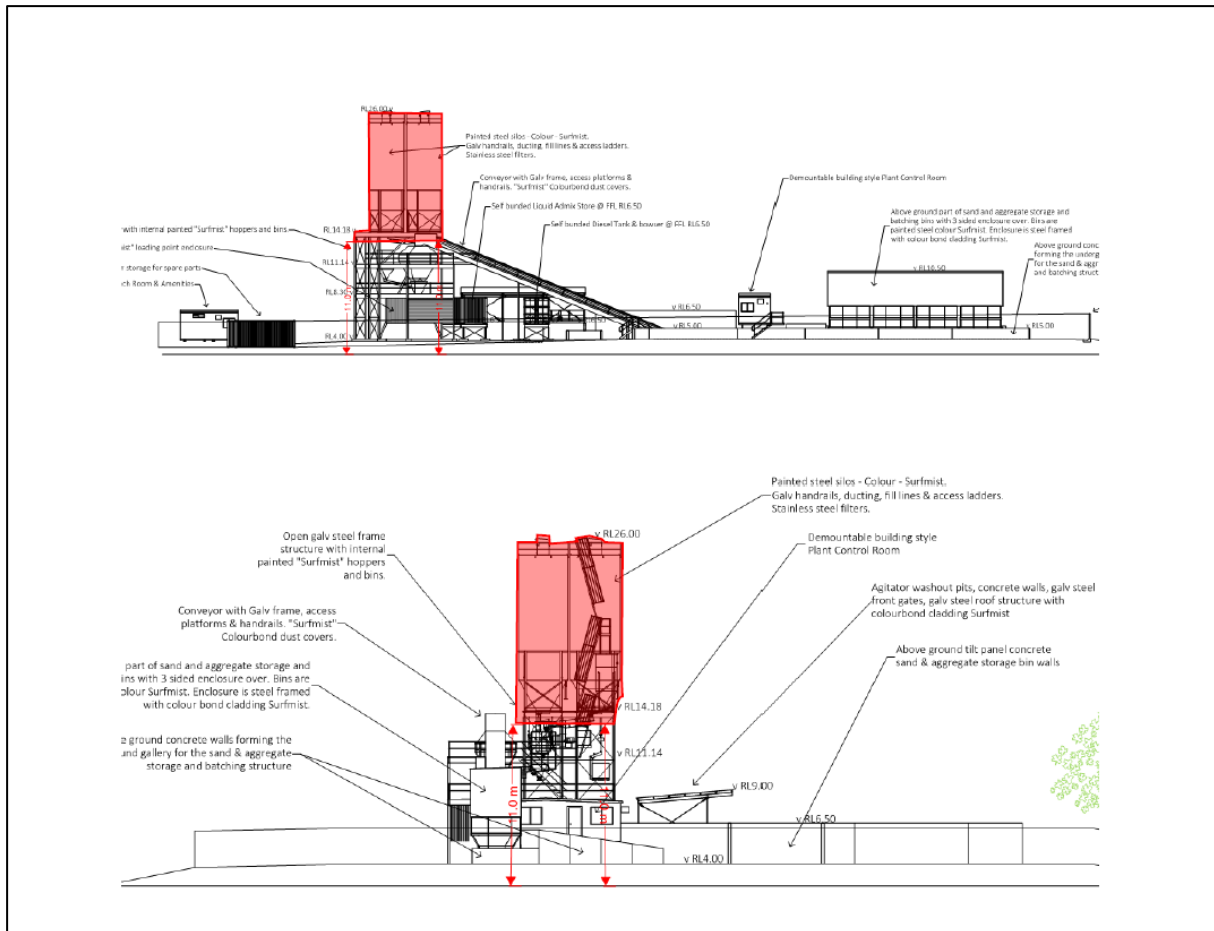 RL26.00 v
Painted steel silos - Colour - Surfmist.
Galv handrails, ducting, fill lines & access ladders.
Stainless steel filters.
Conveyor with Galv frame, access platforms &
handrails. "Surfmist" Colourbond dust covers.
Demountable building style Plant Control Room
Self bunded Liquid Admix Store @ FFL RL6.50
Above ground part of sand and aggregate storage and
batching bins with 3 sided enclosure over. Bins are
painted steel colour Surfmist. Enclosure is steel framed
with colour bond cladding Surfmist.
Self bunded Diesel Tank & bowser @ FFL RL6.50
with internal painted "Surfmist" hoppers and bins.
RL14.18 v
ist" loading point enclosure
Above ground conc
forming the underg
for the sand & aggr
and batching struct
RL11.14 v
r storage for spare parts
v RL10.50
ch Room & Amenities
RL8.30 v
11.0 m
v RL6.50
v RL5.00
v RL5.00
RL4.00 v
Painted steel silos - Colour - Surfmist.
Galv handrails, ducting, fill lines & access ladders.
Stainless steel filters.
v RL26.00
Open galv steel frame
structure with internal
painted "Surfmist" hoppers
and bins.
Demountable building style
Plant Control Room
Agitator washout pits, concrete walls, galv steel
front gates, galv steel roof structure with
colourbond cladding Surfmist
Conveyor with Galv frame, access
platforms & handrails. "Surfmist"
Colourbond dust covers.
Above ground tilt panel concrete
sand & aggregate storage bin walls
part of sand and aggregate storage and
ins with 3 sided enclosure over. Bins are
olour Surfmist. Enclosure is steel framed
with colour bond cladding Surfmist.
v RL14.18
e ground concrete walls forming the
und gallery for the sand & aggregate
storage and batching structure
v RL11.14
v RL9.00
11.0 m
11.0 m
v RL6.50
v RL4.00